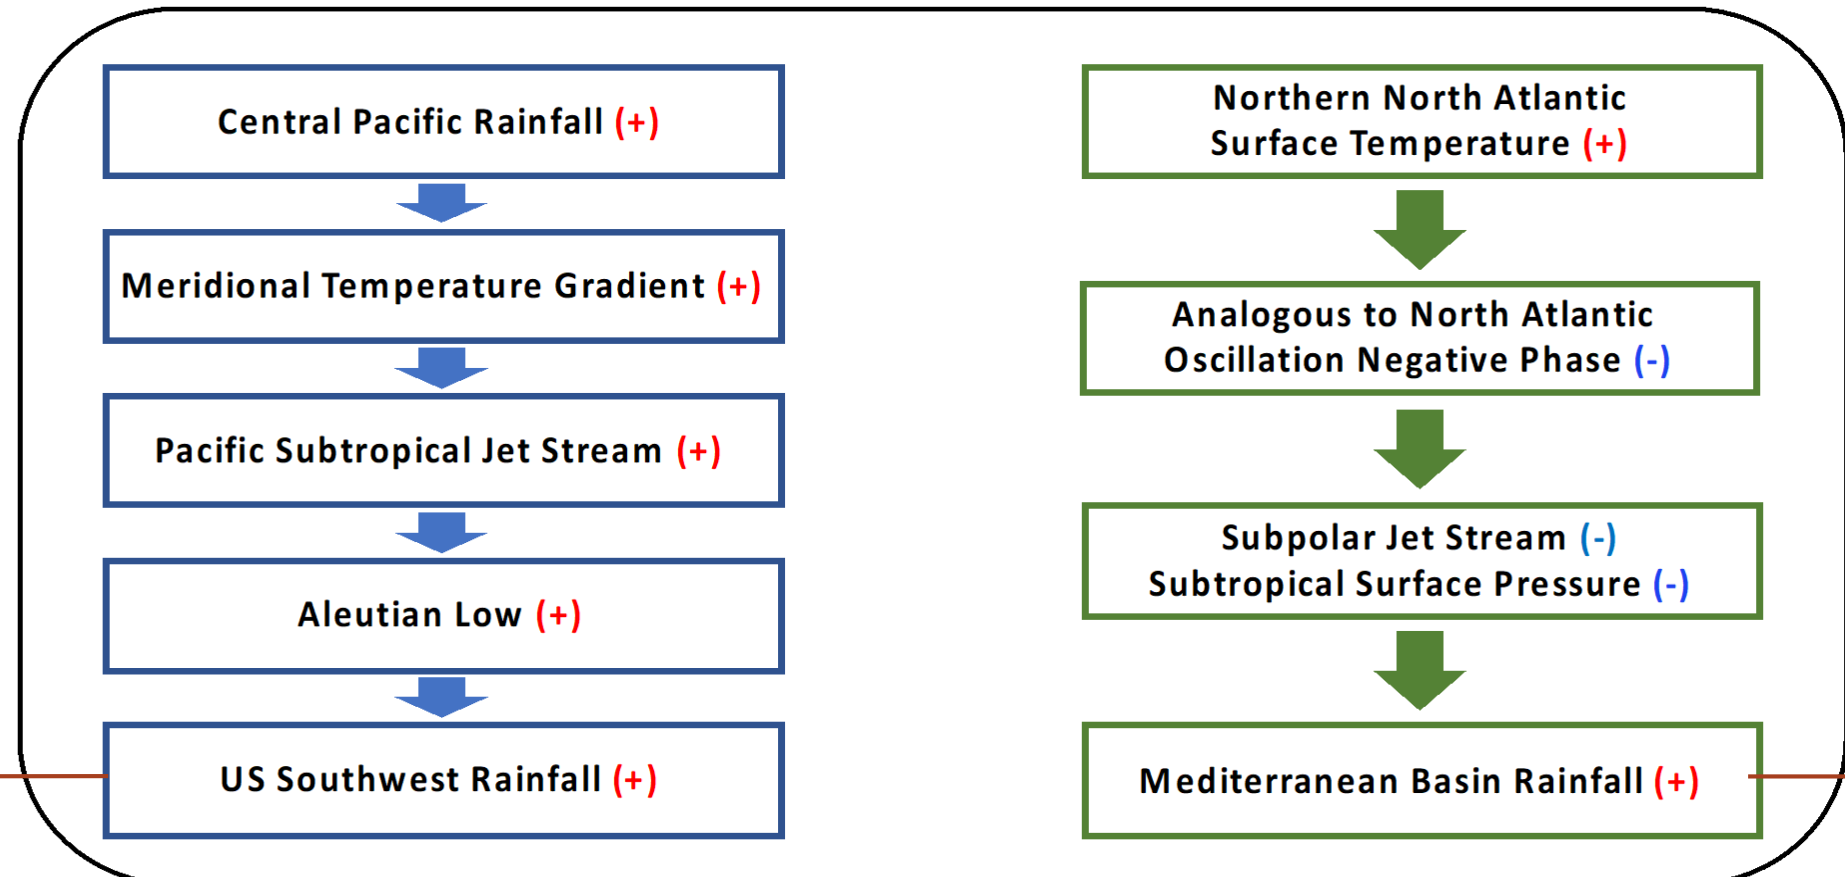 Central Pacific Rainfall (+)
Meridional Temperature Gradient (+)
Pacific Subtropical Jet Stream (+)
Aleutian Low (+)
US Southwest Rainfall (+)
Northern North Atlantic
Surface Temperature (+)
Analogous to North Atlantic
Oscillation Negative Phase (-)
Subpolar Jet Stream (-)
Subtropical Surface Pressure (-)
Mediterranean Basin Rainfall (+)